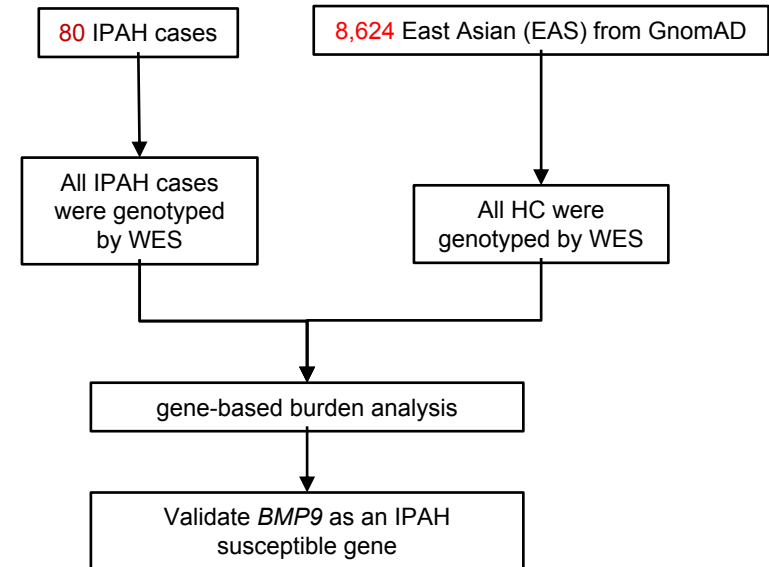 80 IPAH cases
8,624 East Asian (EAS) from GnomAD
All IPAH cases
were genotyped
by WES
All HC were
genotyped by WES
gene-based burden analysis
Validate BMP9 as an IPAH
susceptible gene